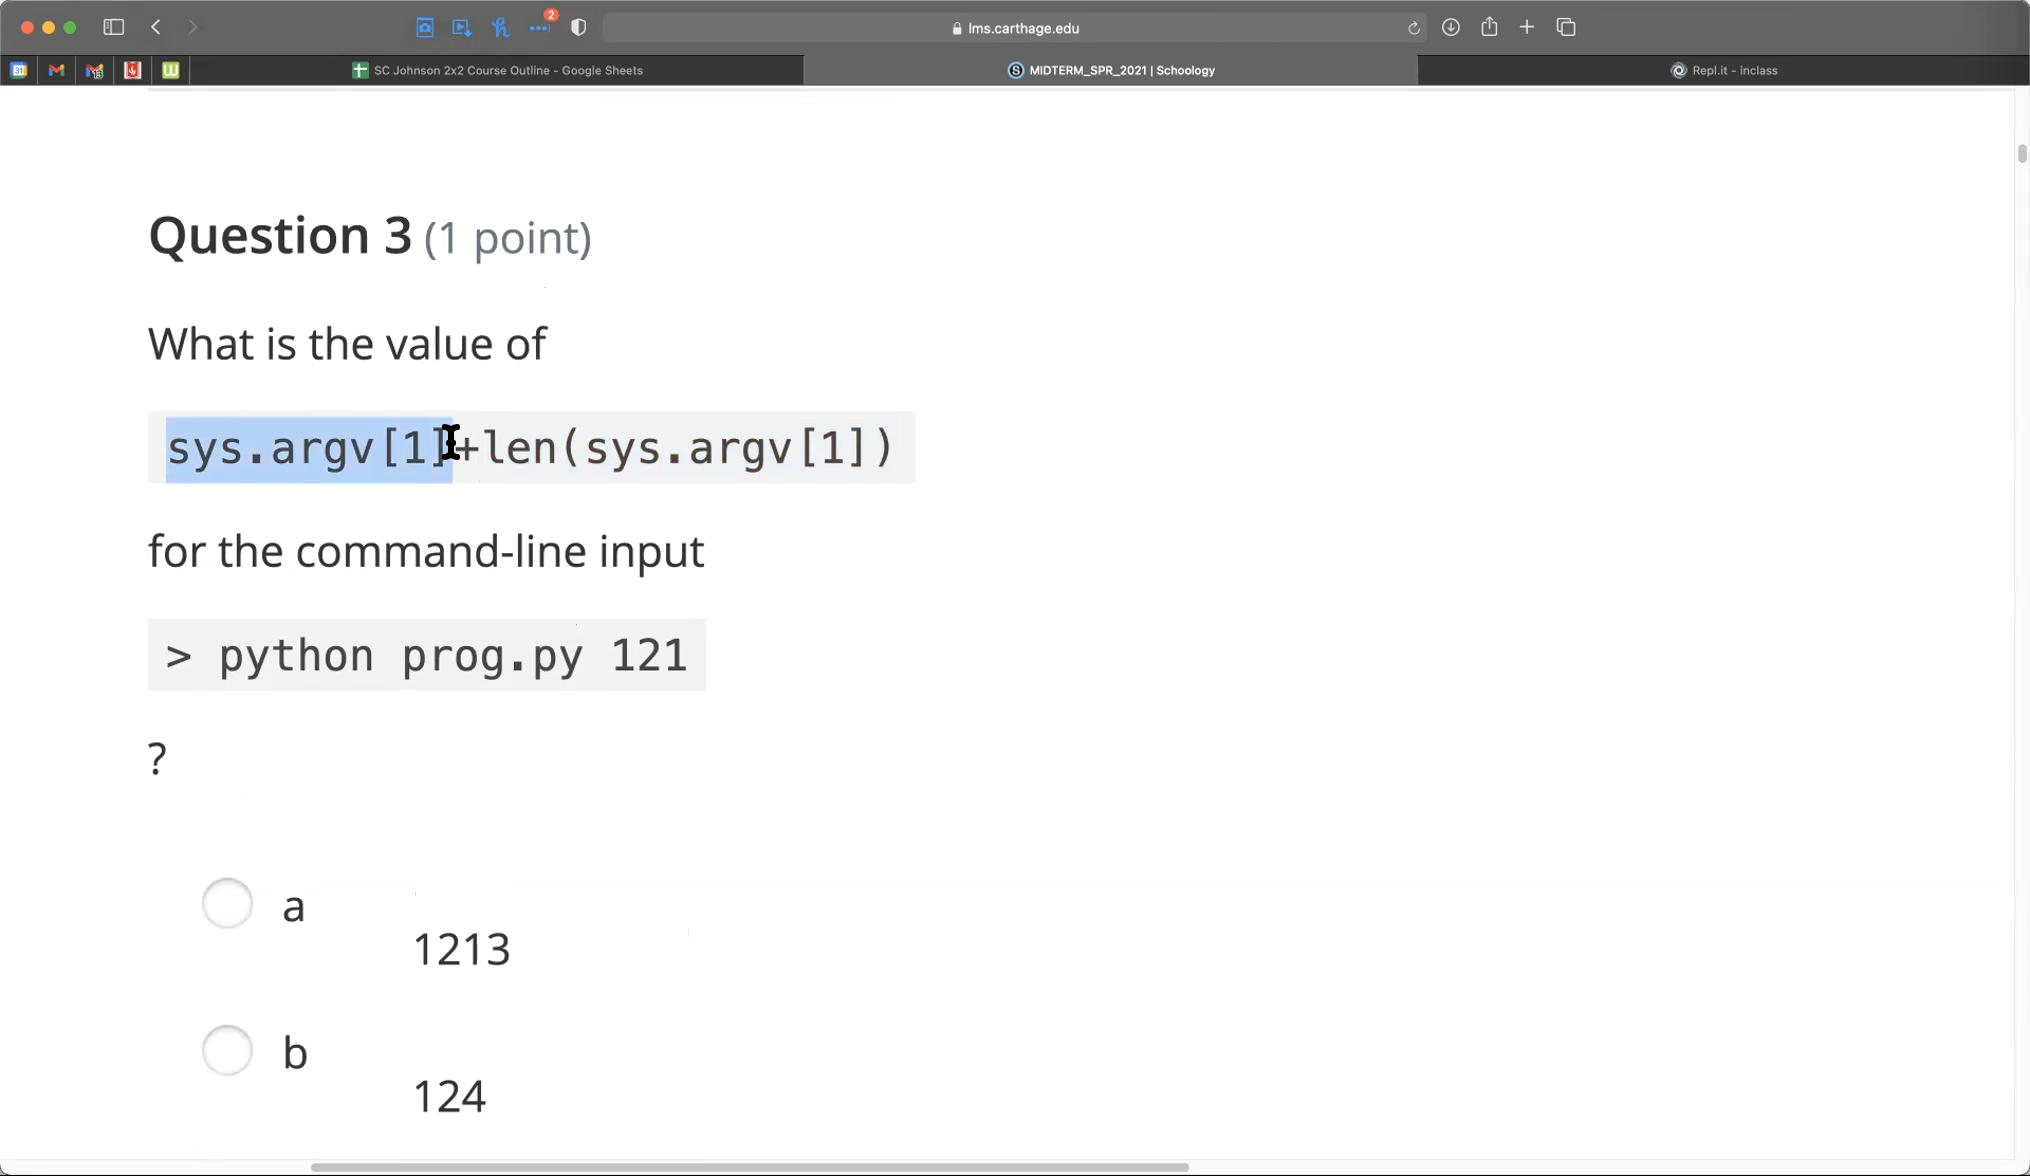 2
lms.carthage.edu
31
SC Johnson 2x2 Course Outline - Google Sheets
S MIDTERM_SPR_2021 | Schoology
Repl.it - inclass
Question 3 (1 point)
What is the value of
sys.argv[1]+len(sys.argv[1])
for the command-line input
> python prog.py 121
?
a
1213
b
124